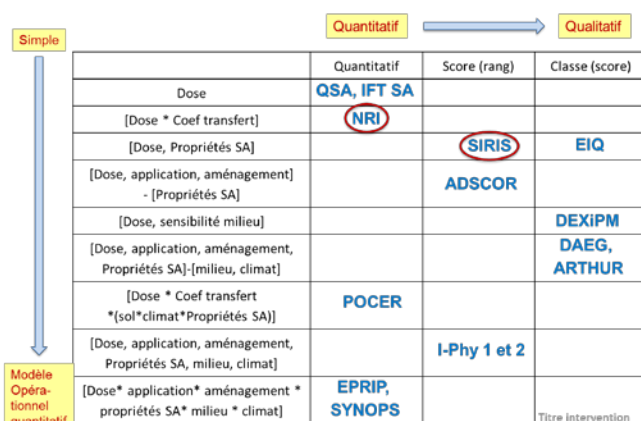 Quantitatif Qualitatif
Simple
Quantitatif Score (rang) Classe (score)
Dose QSA, IFT SA
[Dose * Coef transfert] NRI
[Dose, Propriétés SA] SIRIS EIQ
[Dose, application, aménagement]
- [Propriétés SA] ADSCOR
[Dose, sensibilité milieu] DEXiPM
[Dose, application, aménagement,
Propriétés SA]-[milieu, climat] DAEG,
ARTHUR
[Dose * Coef transfert
*(sol*climat*Propriétés SA)] POCER
[Dose, application, aménagement,
Propriétés SA, milieu, climat] I-Phy 1 et 2
Modèle
Opéra-
tionnel
quantitatif
[Dose* application* aménagement *
propriétés SA* milieu * climat] EPRIP,
SYNOPS
Titre intervention